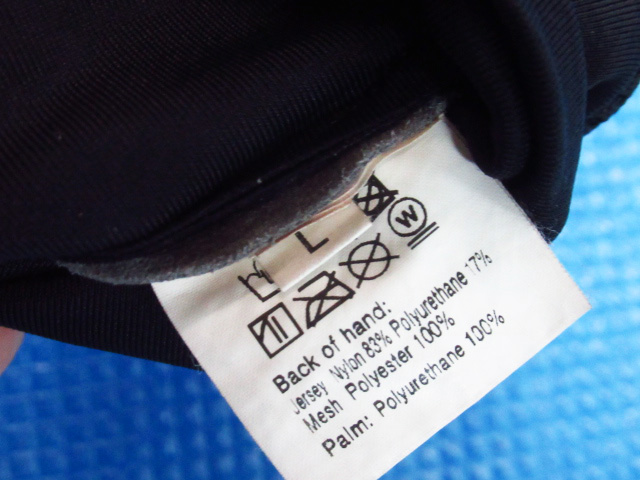 L
W
Back of hand:
Jersey Nylon 83% Polyurethane 17%
Mesh Polyester 100%
Palm: Polyurethane 100%